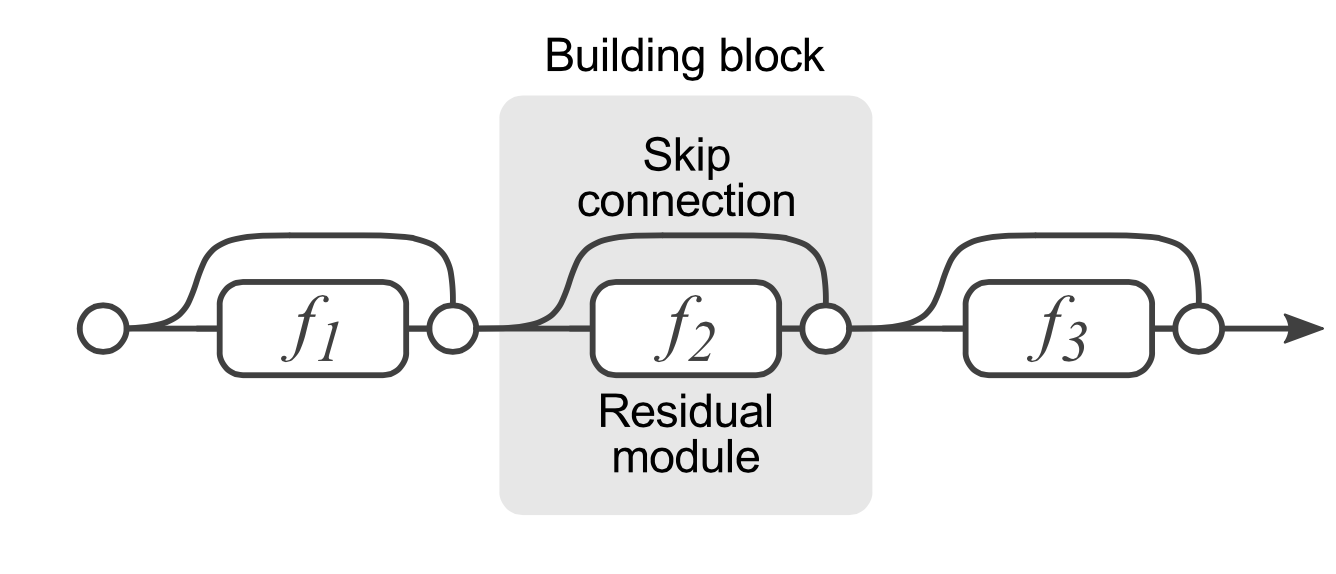 Building block
Skip
connection
f1
f2
f3
Residual
module